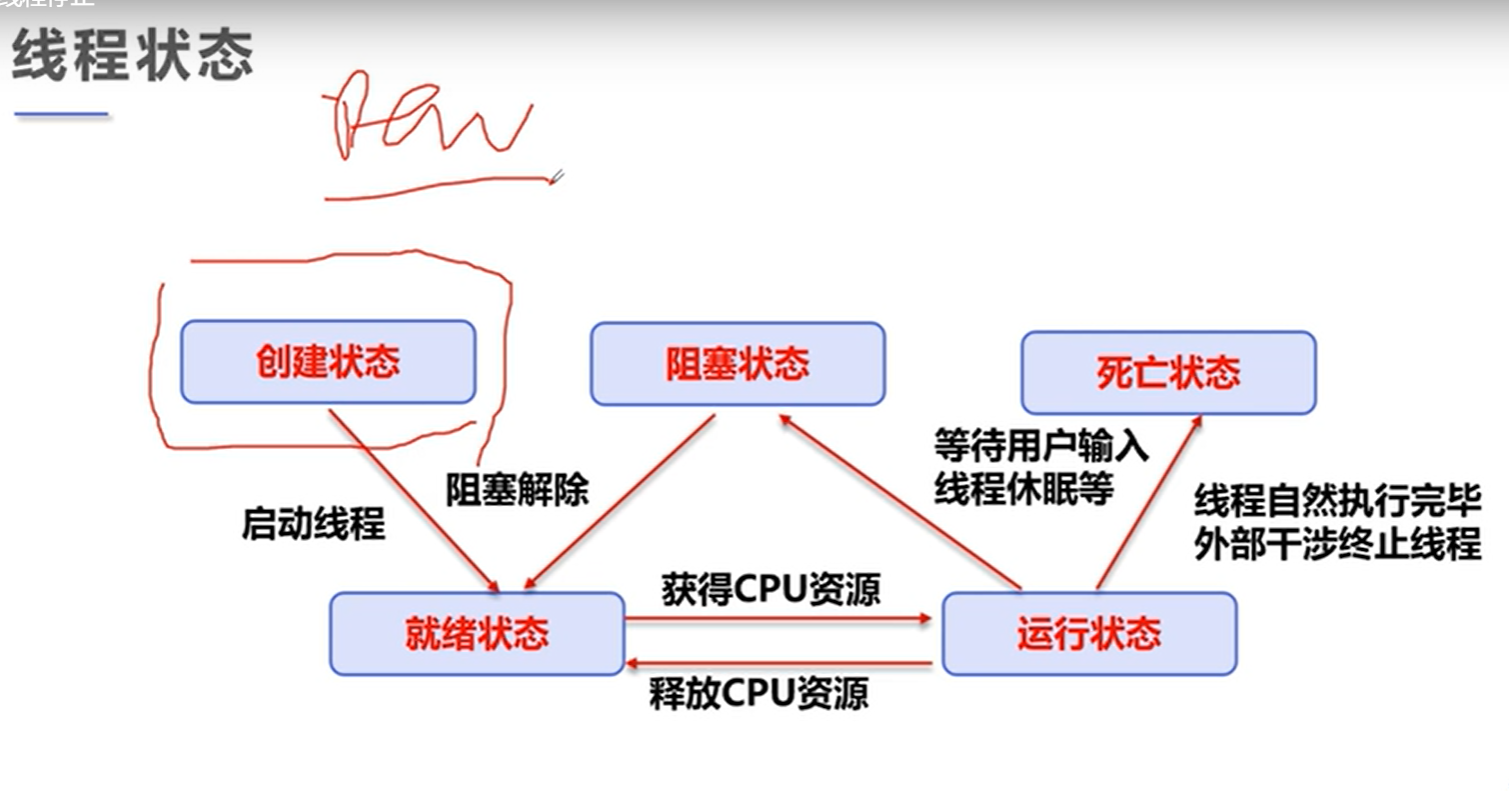 线程停止
线程状态
new
创建状态
阻塞状态
死亡状态
等待用户输入
线程休眠等
阻塞解除
启动线程
线程自然执行完毕
外部干涉终止线程
获得CPU资源
就绪状态
运行状态
释放CPU资源